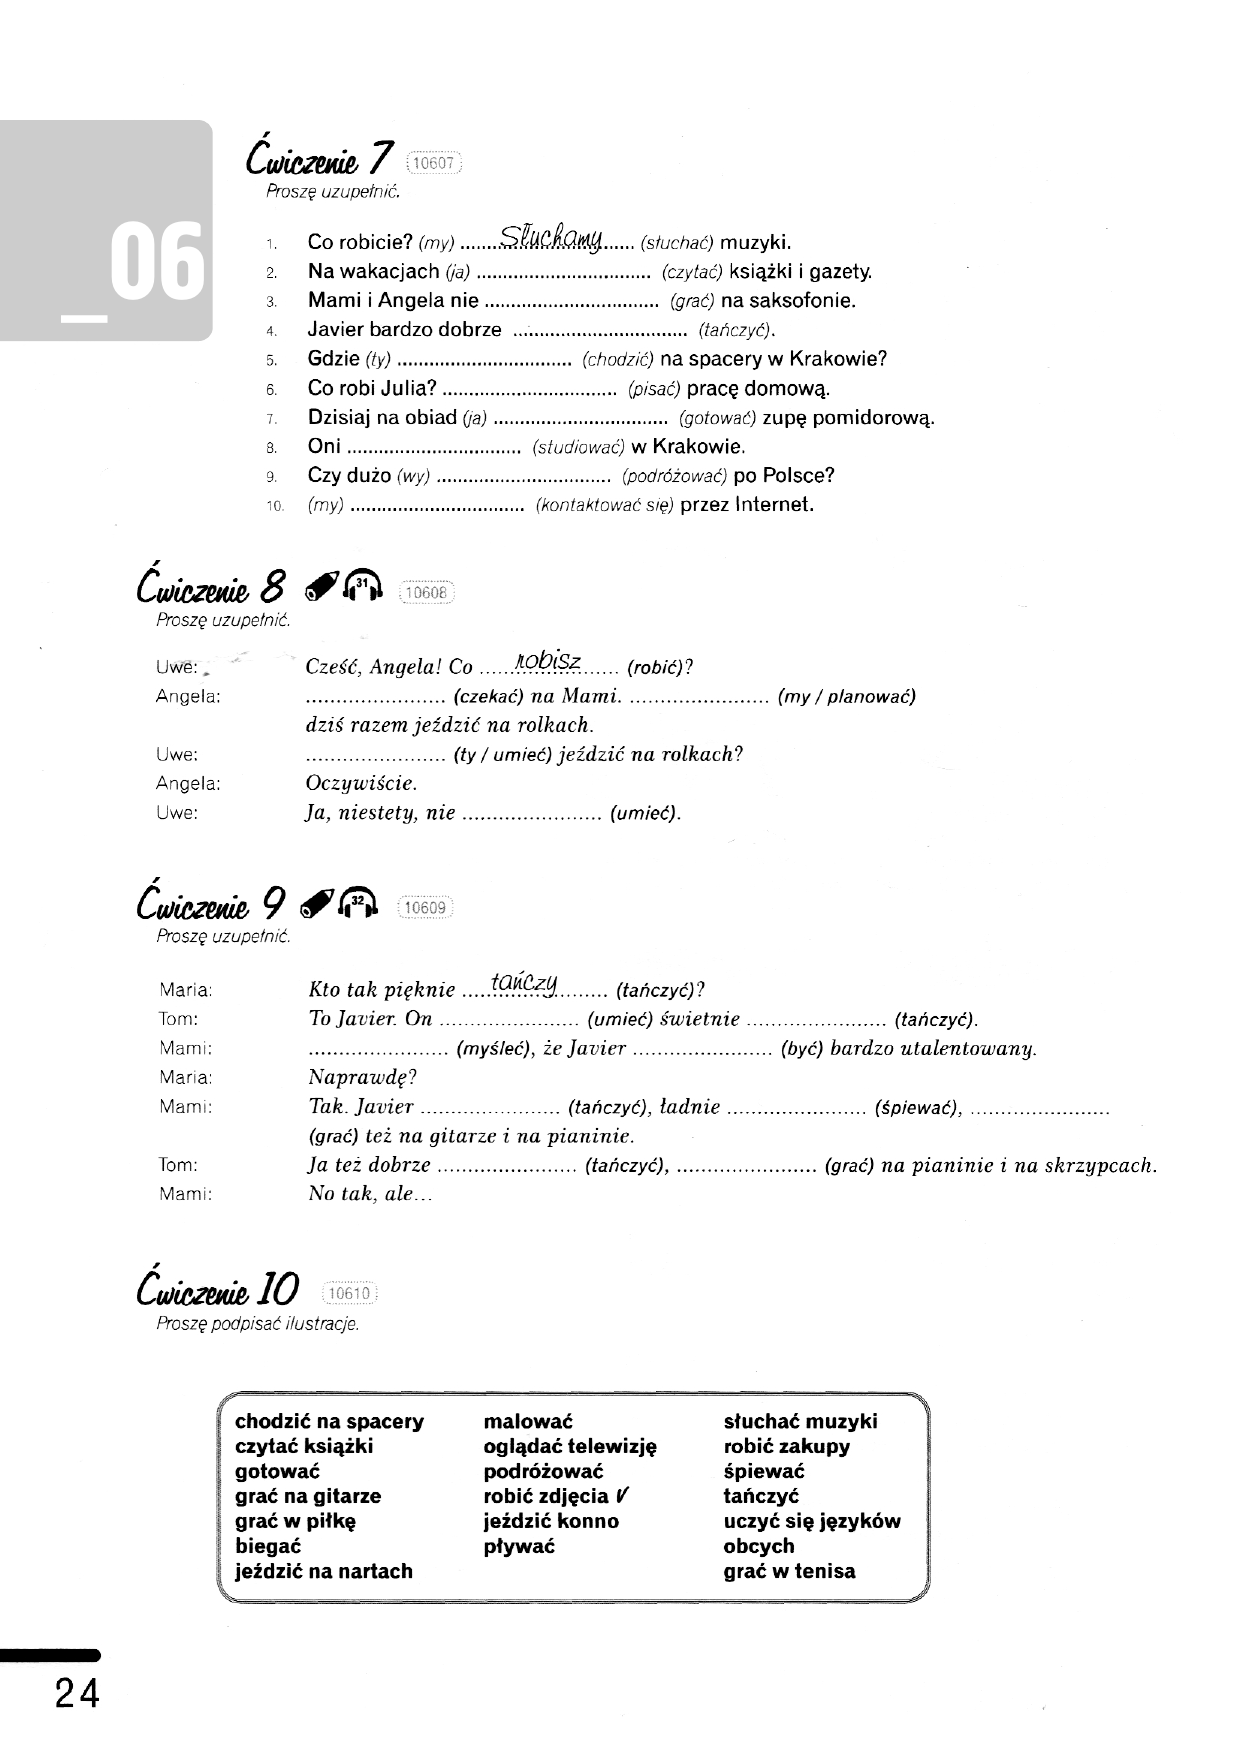 _06
Ćwiczenie 7 10607
Proszę uzupełnić.
1. Co robicie? (my) .......Słuchamy...... (słuchać) muzyki.
2. Na wakacjach (ja) ................................. (czytać) książki i gazety.
3. Mami i Angela nie ................................. (grać) na saksofonie.
4. Javier bardzo dobrze ................................. (tańczyć).
5. Gdzie (ty) ................................. (chodzić) na spacery w Krakowie?
6. Co robi Julia? ................................. (pisać) pracę domową.
7. Dzisiaj na obiad (ja) ................................. (gotować) zupę pomidorową.
8. Oni ................................. (studiować) w Krakowie.
9. Czy dużo (wy) ................................. (podróżować) po Polsce?
10. (my) ................................. (kontaktować się) przez Internet.
Ćwiczenie 8 31 10608
Proszę uzupełnić.
Uwe: Cześć, Angela! Co ......robisz...... (robić)?
Angela: ....................... (czekać) na Mami. ....................... (my / planować)
dziś razem jeździć na rolkach.
Uwe: ....................... (ty / umieć) jeździć na rolkach?
Angela: Oczywiście.
Uwe: Ja, niestety, nie ....................... (umieć).
Ćwiczenie 9 32 10609
Proszę uzupełnić.
Maria: Kto tak pięknie .....tańczy......... (tańczyć)?
Tom: To Javier. On ....................... (umieć) świetnie ....................... (tańczyć).
Mami: ....................... (myśleć), że Javier ....................... (być) bardzo utalentowany.
Maria: Naprawdę?
Mami: Tak. Javier ....................... (tańczyć), ładnie ....................... (śpiewać), .......................
(grać) też na gitarze i na pianinie.
Tom: Ja też dobrze ....................... (tańczyć), ....................... (grać) na pianinie i na skrzypcach.
Mami: No tak, ale...
Ćwiczenie 10 10610
Proszę podpisać ilustracje.
chodzić na spacery malować słuchać muzyki
czytać książki oglądać telewizję robić zakupy
gotować podróżować śpiewać
grać na gitarze robić zdjęcia ✓ tańczyć
grać w piłkę jeździć konno uczyć się języków
biegać pływać obcych
jeździć na nartach grać w tenisa
24